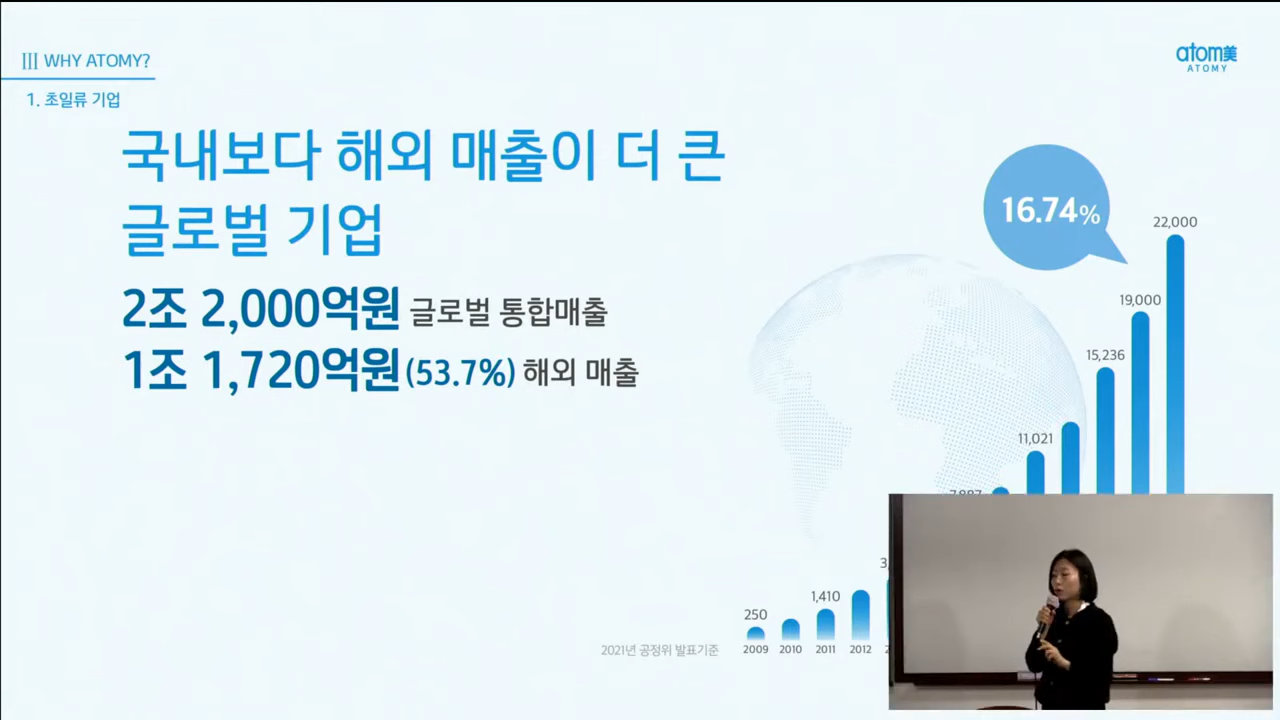 III WHY ATOMY?
atom美
ATOMY
1. 초일류 기업
국내보다 해외 매출이 더 큰
글로벌 기업
2조 2,000억원 글로벌 통합매출
1조 1,720억원(53.7%) 해외 매출
16.74%
22,000
19,000
15,236
11,021
1,410
250
2021년 공정위 발표기준
2009 2010 2011 2012